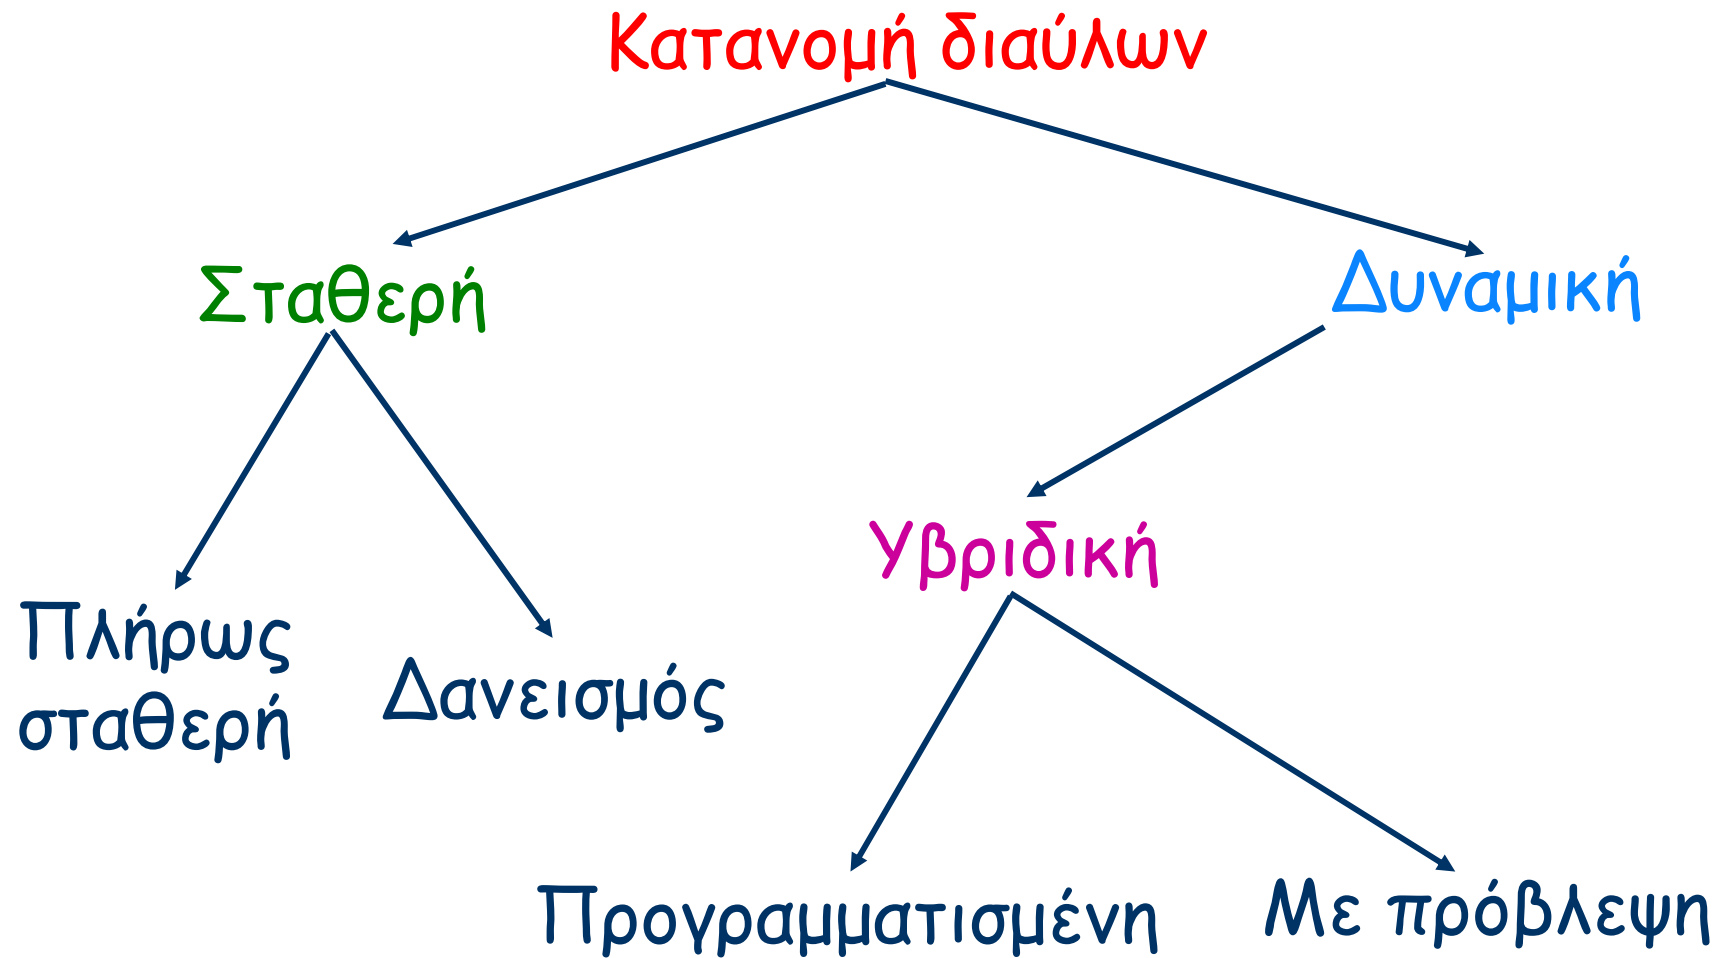 Κατανομή διαύλων
Σταθερή
Δυναμική
Υβριδική
Πλήρως
σταθερή
Δανεισμός
Προγραμματισμένη
Με πρόβλεψη